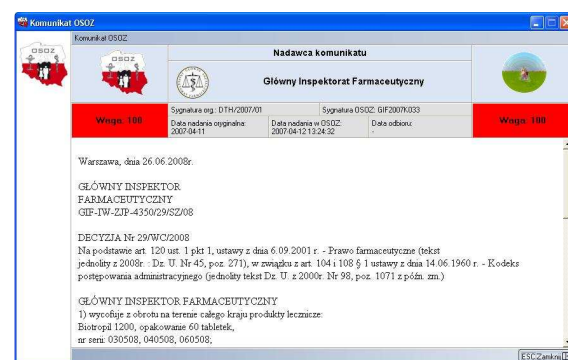 Komunikat OSOZ
Komunikat OSOZ
OSOZ
OSOZ
Nadawca komunikatu
Główny Inspektorat Farmaceutyczny
Waga: 100
Sygnatura org.: DTH/2007/01
Sygnatura OSOZ: GIF2007K033
Waga: 100
Data nadania oryginalna:
2007-04-11
Data nadania w OSOZ:
2007-04-12 13:24:32
Data odbioru:
-
Warszawa, dnia 26.06.2008r.
GŁÓWNY INSPEKTOR
FARMACEUTYCZNY
GIF-IW-ZJP-4350/29/SZ/08
DECYZJA Nr 29/WC/2008
Na podstawie art. 120 ust. 1 pkt 1, ustawy z dnia 6.09.2001 r. - Prawo farmaceutyczne (tekst
jednolity z 2008r. : Dz. U. Nr 45, poz. 271), w związku z art. 104 i 108 § 1 ustawy z dnia 14.06.1960 r. - Kodeks
postępowania administracyjnego (jednolity tekst Dz. U. z 2000r. Nr 98, poz. 1071 z późn. zm.)
GŁÓWNY INSPEKTOR FARMACEUTYCZNY
1) wycofuje z obrotu na terenie całego kraju produkty lecznicze:
Biotropil 1200, opakowanie 60 tabletek,
nr serii: 030508, 040508, 060508;
ESC Zamknij